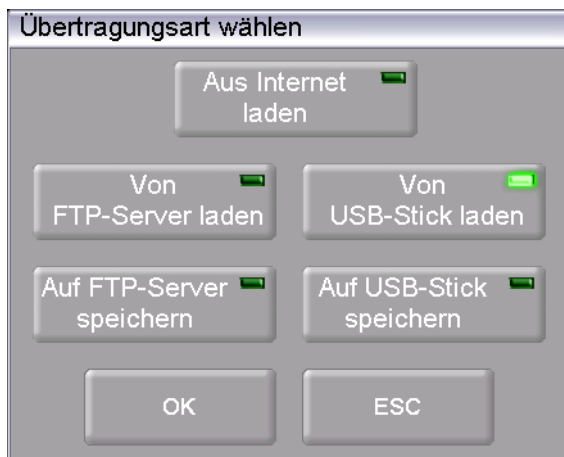 Übertragungsart wählen
Aus Internet
laden
Von
FTP-Server laden
Von
USB-Stick laden
Auf FTP-Server
speichern
Auf USB-Stick
speichern
OK
ESC